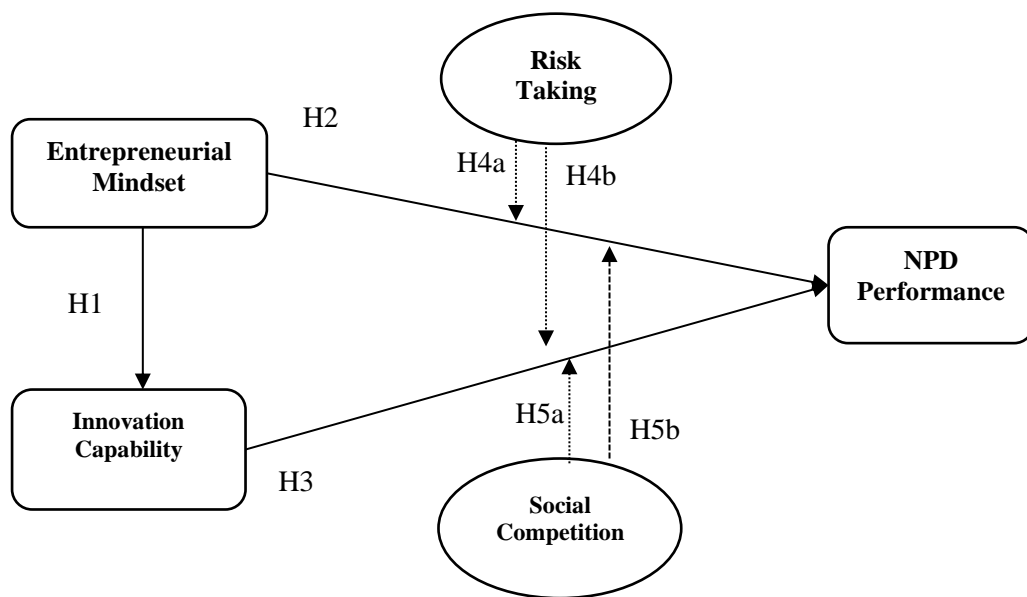 Risk
Taking
H2
Entrepreneurial
Mindset
H4a
H4b
NPD
Performance
H1
Innovation
Capability
H5a
H5b
H3
Social
Competition